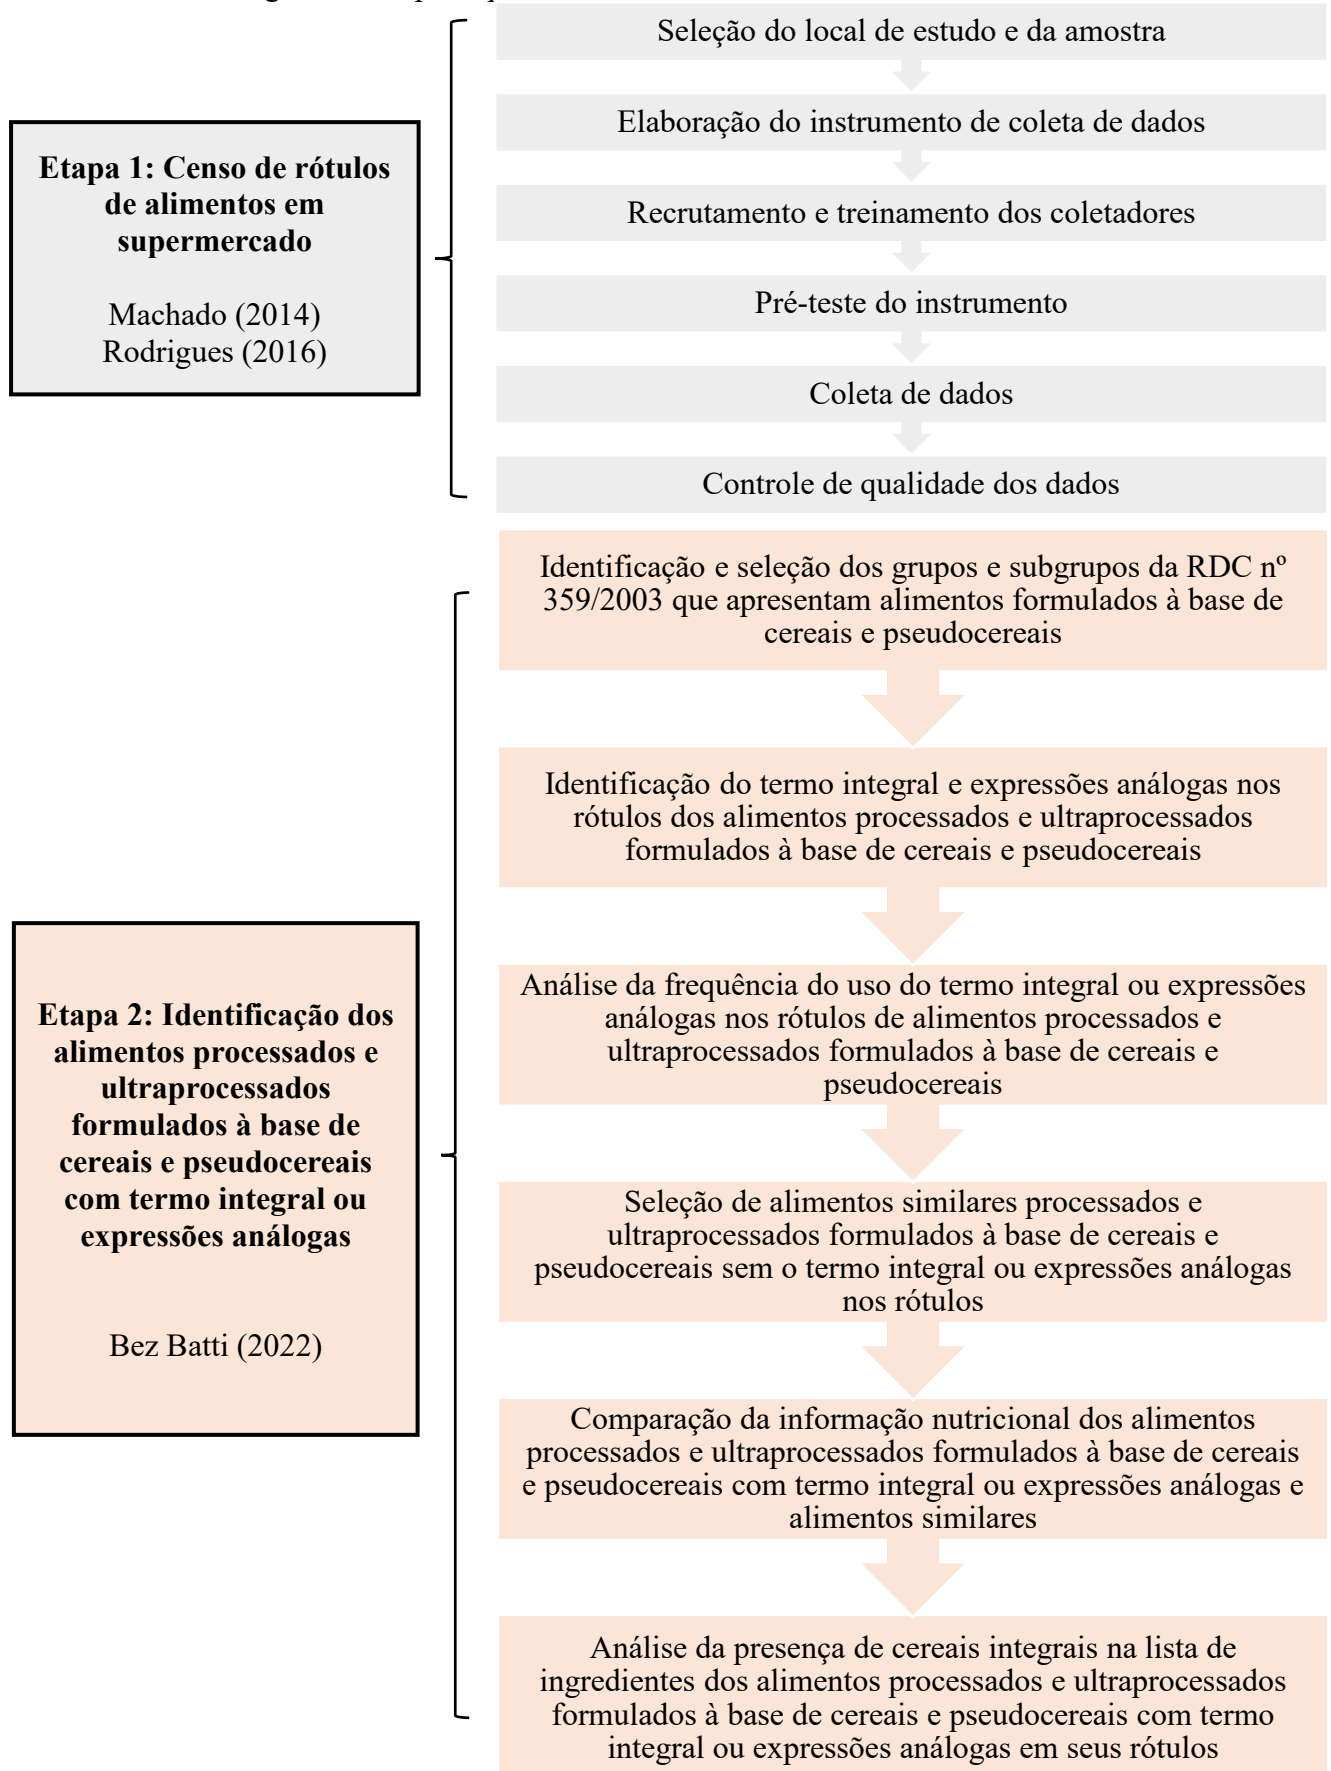 Seleção do local de estudo e da amostra
Elaboração do instrumento de coleta de dados
Recrutamento e treinamento dos coletadores
Pré-teste do instrumento
Coleta de dados
Controle de qualidade dos dados
Etapa 1: Censo de rótulos
de alimentos em
supermercado
Machado (2014)
Rodrigues (2016)
Identificação e seleção dos grupos e subgrupos da RDC nº
359/2003 que apresentam alimentos formulados à base de
cereais e pseudocereais
Identificação do termo integral e expressões análogas nos
rótulos dos alimentos processados e ultraprocessados
formulados à base de cereais e pseudocereais
Análise da frequência do uso do termo integral ou expressões
análogas nos rótulos de alimentos processados e
ultraprocessados formulados à base de cereais e
pseudocereais
Seleção de alimentos similares processados e
ultraprocessados formulados à base de cereais e
pseudocereais sem o termo integral ou expressões análogas
nos rótulos
Comparação da informação nutricional dos alimentos
processados e ultraprocessados formulados à base de cereais
e pseudocereais com termo integral ou expressões análogas e
alimentos similares
Análise da presença de cereais integrais na lista de
ingredientes dos alimentos processados e ultraprocessados
formulados à base de cereais e pseudocereais com termo
integral ou expressões análogas em seus rótulos
Etapa 2: Identificação dos
alimentos processados e
ultraprocessados
formulados à base de
cereais e pseudocereais
com termo integral ou
expressões análogas
Bez Batti (2022)